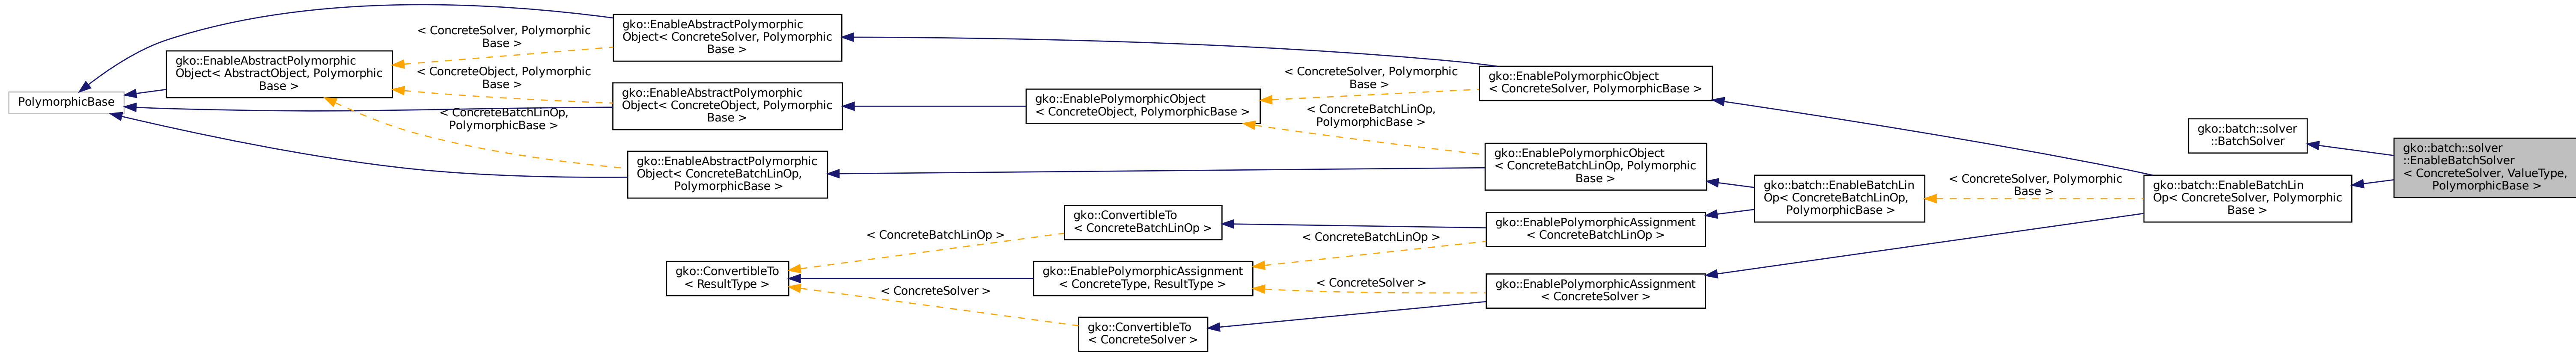 PolymorphicBase
gko::EnableAbstractPolymorphic
Object< AbstractObject, Polymorphic
Base >
< ConcreteSolver, Polymorphic
Base >
< ConcreteObject, Polymorphic
Base >
< ConcreteBatchLinOp,
PolymorphicBase >
gko::EnableAbstractPolymorphic
Object< ConcreteSolver, Polymorphic
Base >
gko::EnableAbstractPolymorphic
Object< ConcreteObject, Polymorphic
Base >
gko::EnableAbstractPolymorphic
Object< ConcreteBatchLinOp,
PolymorphicBase >
gko::ConvertibleTo
< ResultType >
< ConcreteBatchLinOp >
< ConcreteSolver >
gko::EnablePolymorphicObject
< ConcreteObject, PolymorphicBase >
gko::ConvertibleTo
< ConcreteBatchLinOp >
gko::EnablePolymorphicAssignment
< ConcreteType, ResultType >
gko::ConvertibleTo
< ConcreteSolver >
< ConcreteSolver, Polymorphic
Base >
< ConcreteBatchLinOp,
PolymorphicBase >
< ConcreteBatchLinOp >
< ConcreteSolver >
gko::EnablePolymorphicObject
< ConcreteSolver, PolymorphicBase >
gko::EnablePolymorphicObject
< ConcreteBatchLinOp, Polymorphic
Base >
gko::EnablePolymorphicAssignment
< ConcreteBatchLinOp >
gko::EnablePolymorphicAssignment
< ConcreteSolver >
gko::batch::EnableBatchLin
Op< ConcreteBatchLinOp,
PolymorphicBase >
< ConcreteSolver, Polymorphic
Base >
gko::batch::solver
::BatchSolver
gko::batch::EnableBatchLin
Op< ConcreteSolver, Polymorphic
Base >
gko::batch::solver
::EnableBatchSolver
< ConcreteSolver, ValueType,
PolymorphicBase >